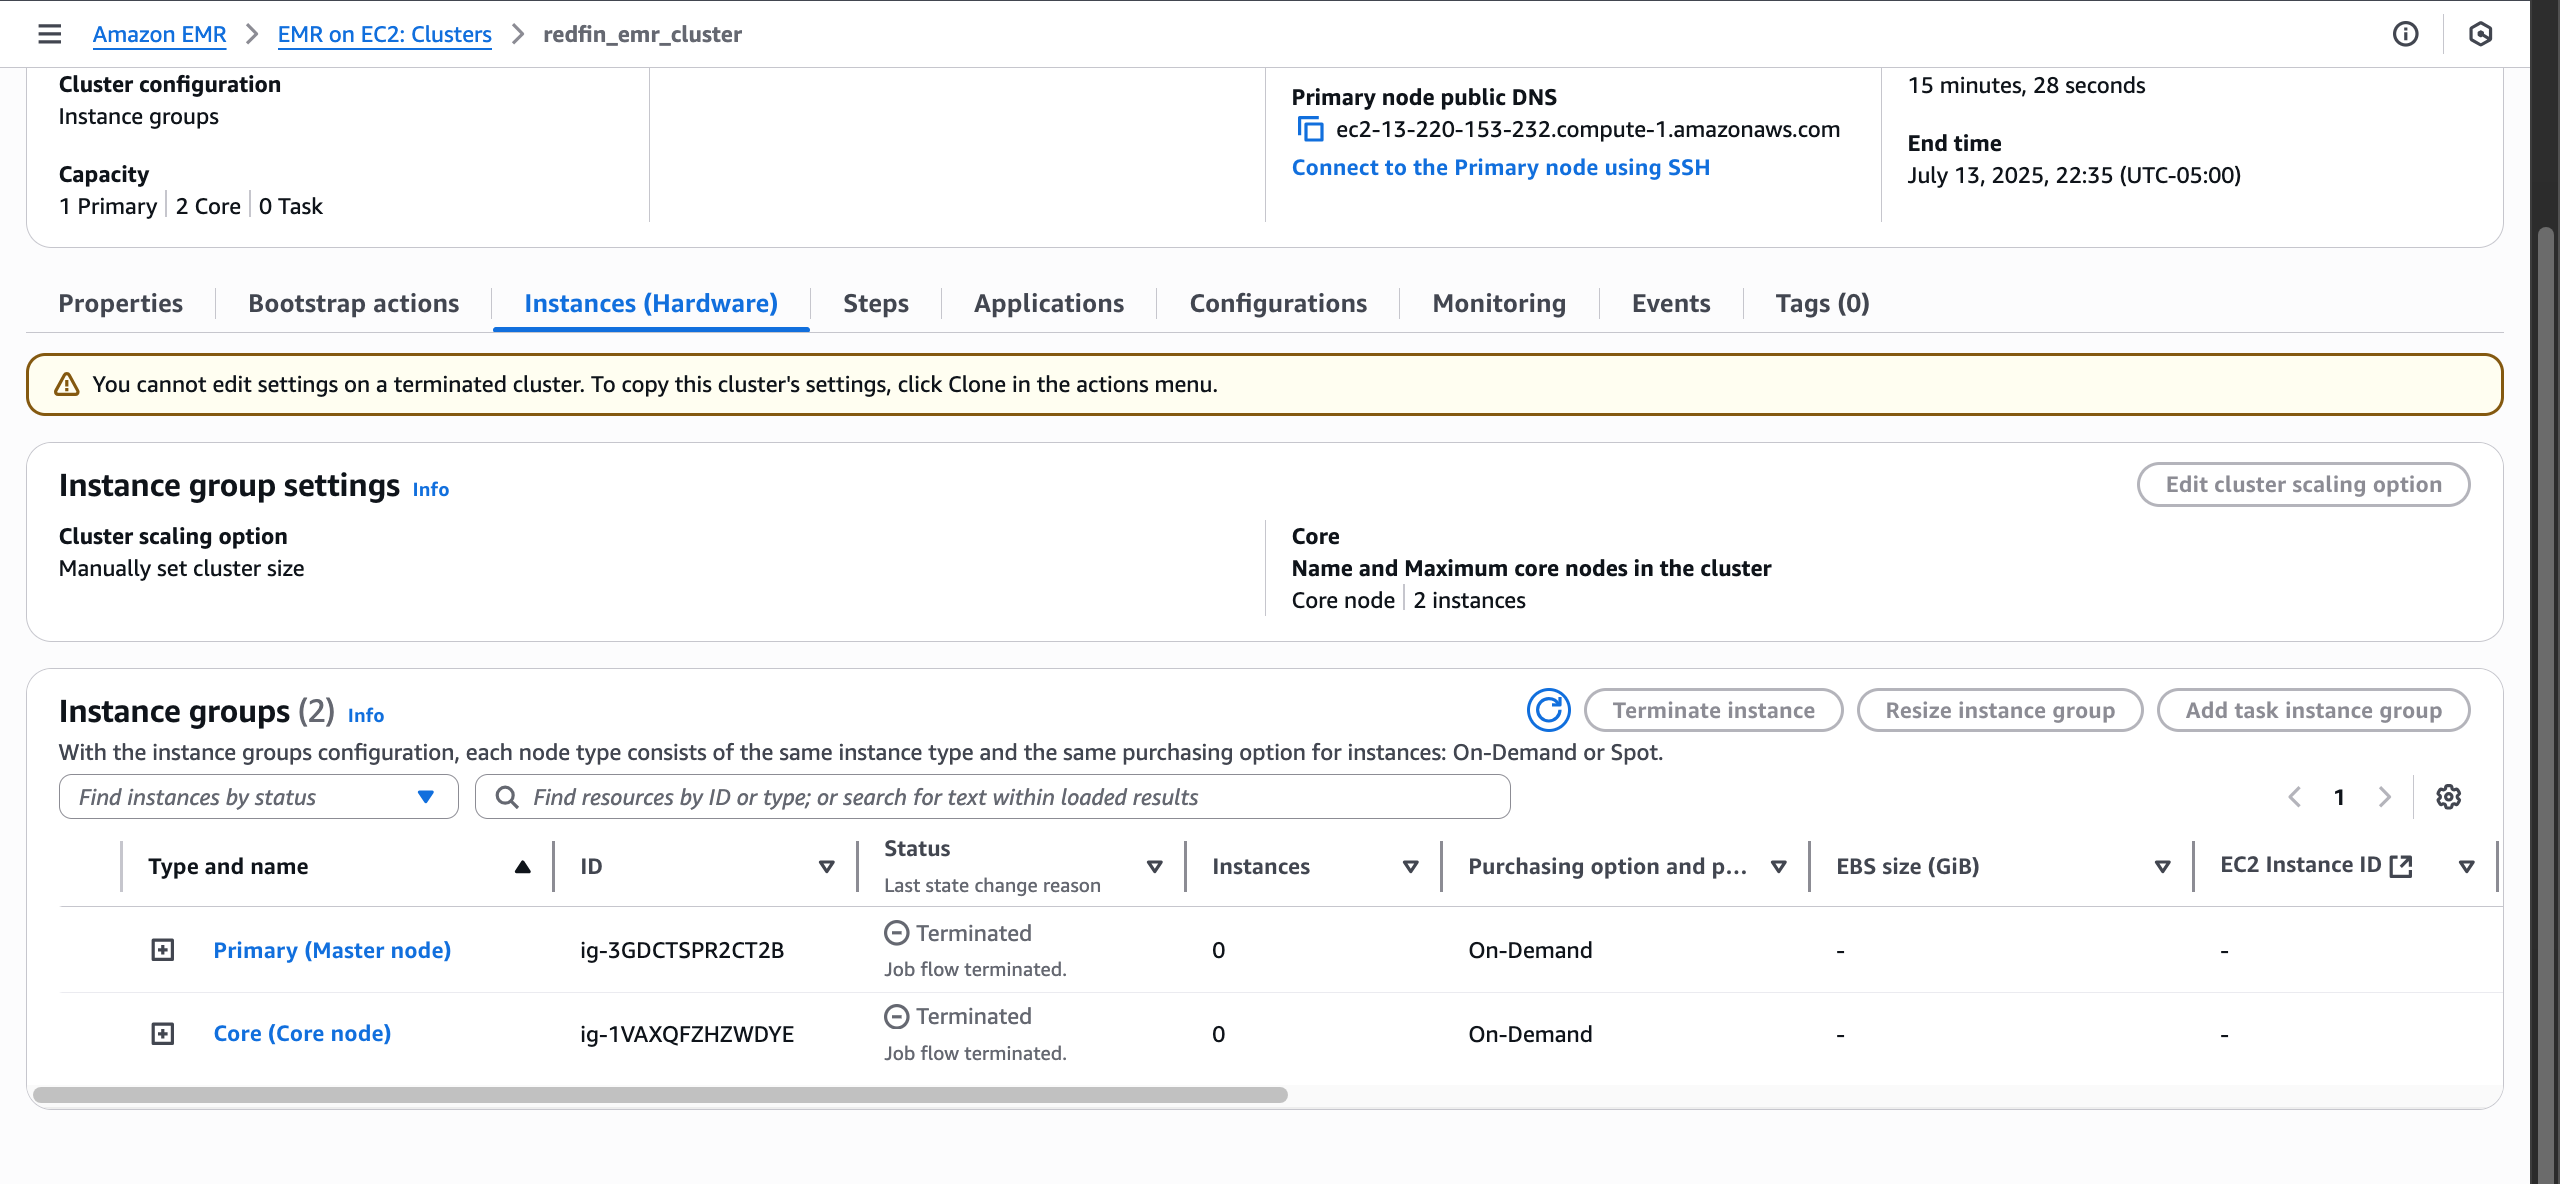 Amazon EMR > EMR on EC2: Clusters > redfin_emr_cluster
Cluster configuration
Instance groups
Capacity
1 Primary | 2 Core | 0 Task
Primary node public DNS
ec2-13-220-153-232.compute-1.amazonaws.com
Connect to the Primary node using SSH
15 minutes, 28 seconds
End time
July 13, 2025, 22:35 (UTC-05:00)
Properties
Bootstrap actions
Instances (Hardware)
Steps
Applications
Configurations
Monitoring
Events
Tags (0)
You cannot edit settings on a terminated cluster. To copy this cluster's settings, click Clone in the actions menu.
Instance group settings Info
Edit cluster scaling option
Cluster scaling option
Manually set cluster size
Core
Name and Maximum core nodes in the cluster
Core node | 2 instances
Instance groups (2) Info
Terminate instance
Resize instance group
Add task instance group
With the instance groups configuration, each node type consists of the same instance type and the same purchasing option for instances: On-Demand or Spot.
Find instances by status
Find resources by ID or type; or search for text within loaded results
1
Type and name
ID
Status
Last state change reason
Instances
Purchasing option and p...
EBS size (GiB)
EC2 Instance ID
Primary (Master node)
ig-3GDCTSPR2CT2B
Terminated
Job flow terminated.
0
On-Demand
-
-
Core (Core node)
ig-1VAXQFZHZWDYE
Terminated
Job flow terminated.
0
On-Demand
-
-